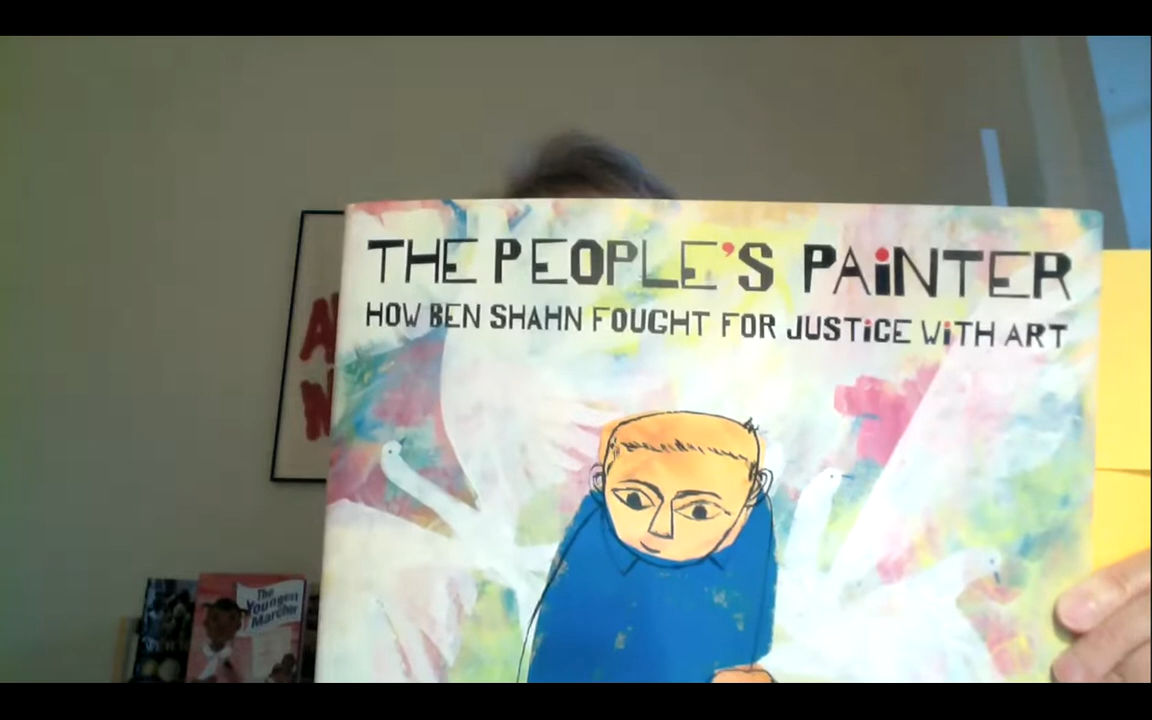 THE PEOPLE'S PAINTER
HOW BEN SHAHN FOUGHT FOR JUSTICE WITH ART
The
Youngest
Marcher